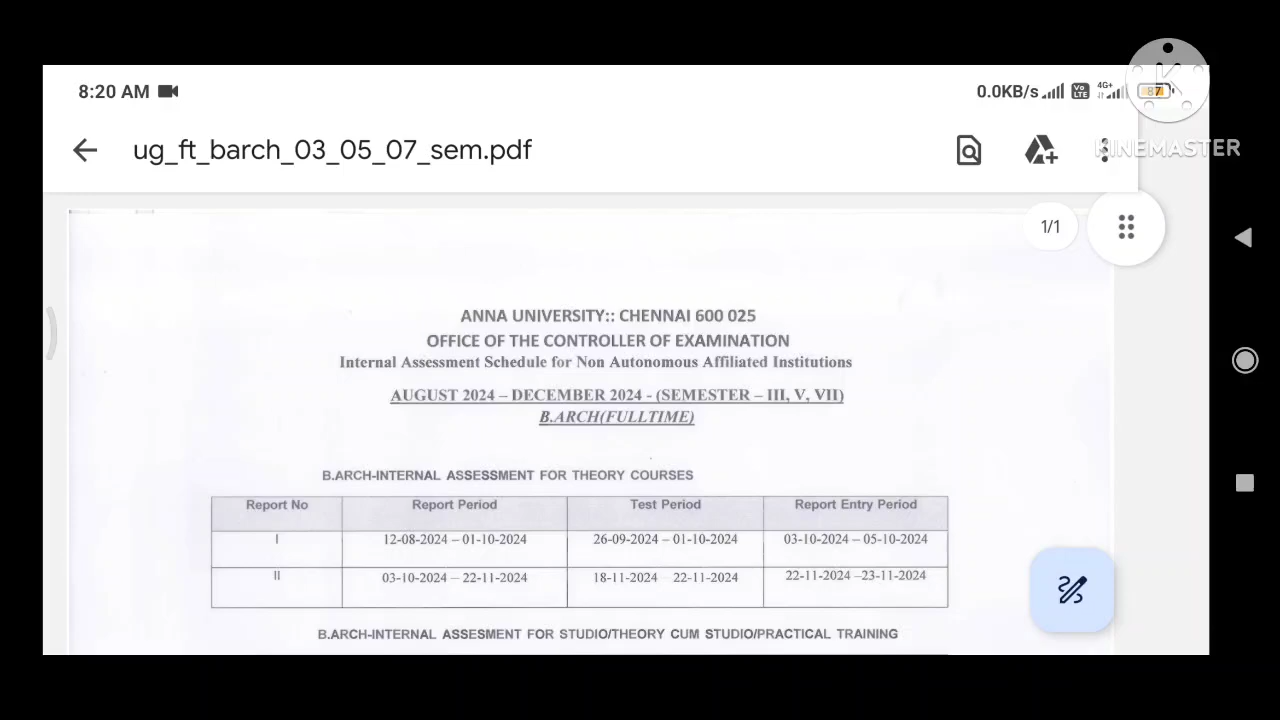 8:20 AM
0.0KB/s Vo LTE 4G+ 87
KINEMASTER
ug_ft_barch_03_05_07_sem.pdf
1/1
ANNA UNIVERSITY:: CHENNAI 600 025
OFFICE OF THE CONTROLLER OF EXAMINATION
Internal Assessment Schedule for Non Autonomous Affiliated Institutions
AUGUST 2024 – DECEMBER 2024 - (SEMESTER – III, V, VII)
B.ARCH(FULLTIME)
B.ARCH-INTERNAL ASSESSMENT FOR THEORY COURSES
Report No Report Period Test Period Report Entry Period
I 12-08-2024 – 01-10-2024 26-09-2024 – 01-10-2024 03-10-2024 – 05-10-2024
II 03-10-2024 – 22-11-2024 18-11-2024 22-11-2024 22-11-2024 –23-11-2024
B.ARCH-INTERNAL ASSESMENT FOR STUDIO/THEORY CUM STUDIO/PRACTICAL TRAINING